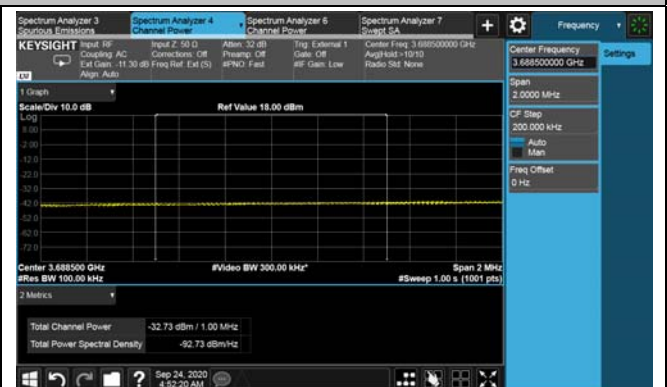 Spectrum Analyzer 3
Spurious Emissions
Spectrum Analyzer 4
Channel Power
Spectrum Analyzer 6
Channel Power
Spectrum Analyzer 7
Swept SA
+
Frequency
KEYSIGHT
Input: RF
Coupling: AC
Ext Gain: -11.30 dB
Align: Auto
Input Z: 50 Ω
Corrections: Off
Freq Ref: Ext (S)
Atten: 32 dB
Preamp: Off
#PNO: Fast
Trig: External 1
Gate: Off
#IF Gain: Low
Center Freq: 3.688500000 GHz
Avg|Hold:>10/10
Radio Std: None
Center Frequency
3.688500000 GHz
Settings
Span
2.0000 MHz
CF Step
200.000 kHz
Auto
Man
Freq Offset
0 Hz
1 Graph
Scale/Div 10.0 dB
Ref Value 18.00 dBm
Log
8.00
-2.00
-12.0
-22.0
-32.0
-42.0
-52.0
-62.0
-72.0
Center 3.688500 GHz
#Video BW 300.00 kHz*
Span 2 MHz
#Res BW 100.00 kHz
#Sweep 1.00 s (1001 pts)
2 Metrics
Total Channel Power
-32.73 dBm / 1.00 MHz
Total Power Spectral Density
-92.73 dBm/Hz
?
Sep 24, 2020
4:52:20 AM